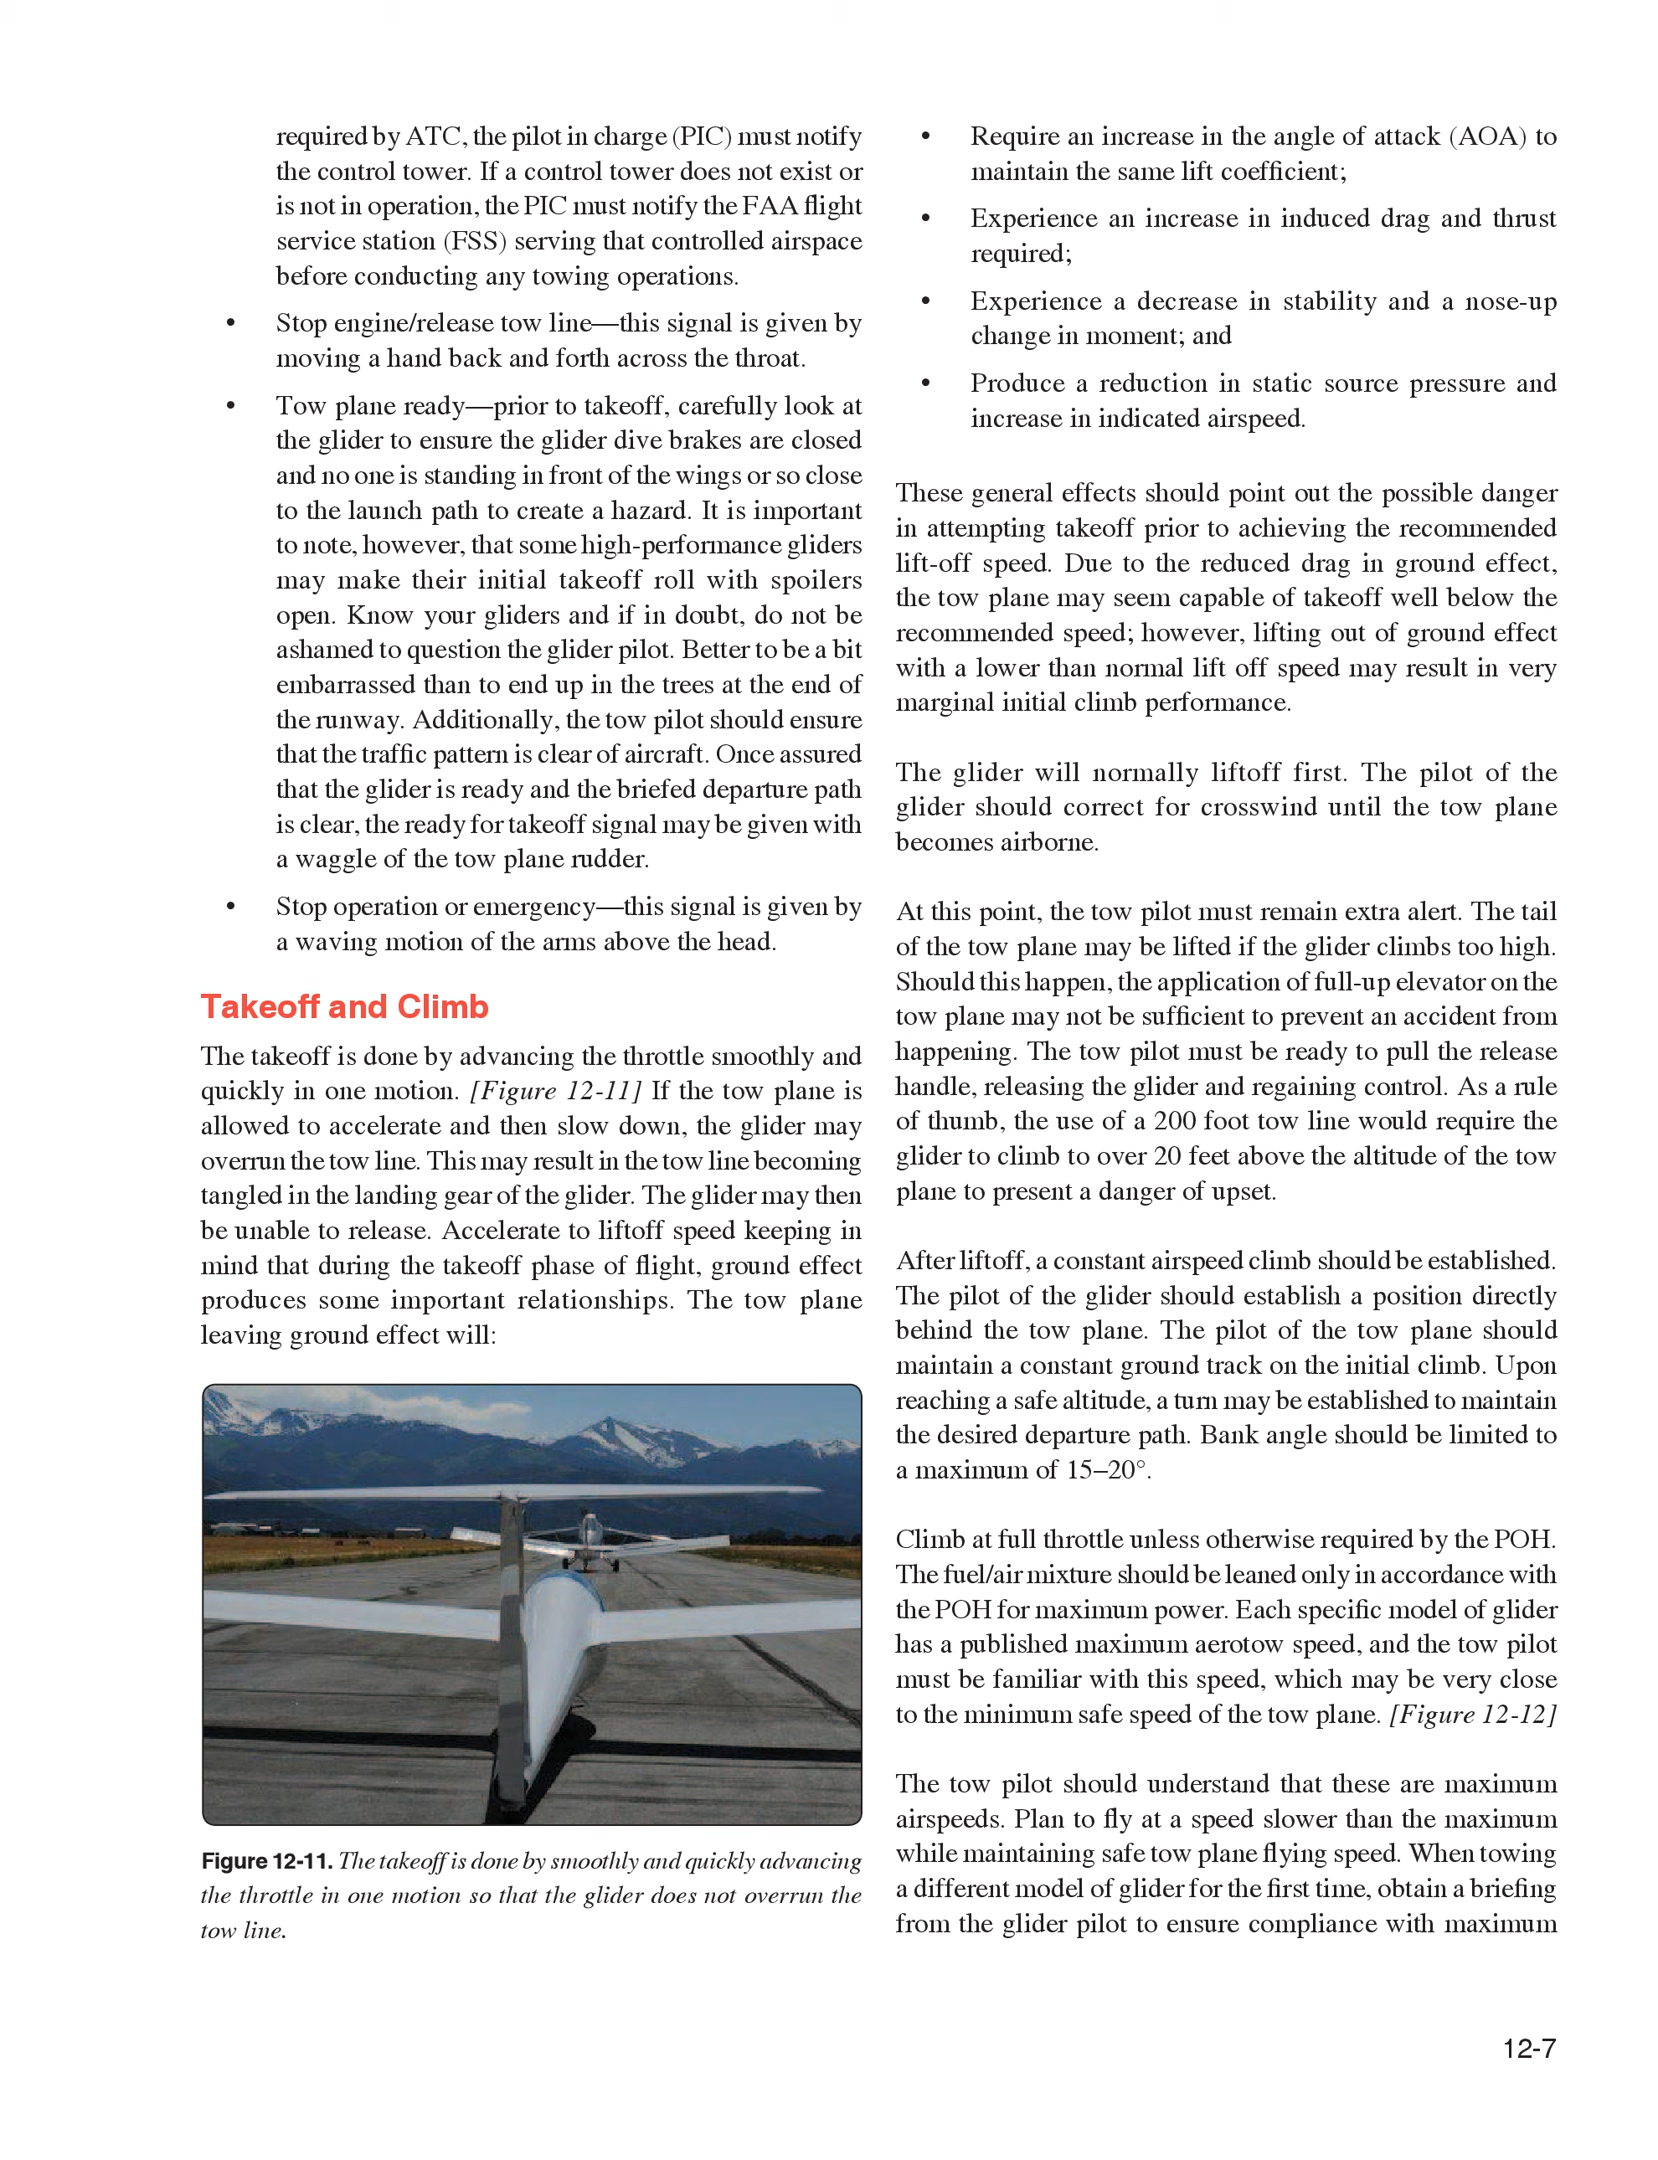 required by ATC, the pilot in charge (PIC) must notify
the control tower. If a control tower does not exist or
is not in operation, the PIC must notify the FAA flight
service station (FSS) serving that controlled airspace
before conducting any towing operations.
• Stop engine/release tow line—this signal is given by
moving a hand back and forth across the throat.
• Tow plane ready—prior to takeoff, carefully look at
the glider to ensure the glider dive brakes are closed
and no one is standing in front of the wings or so close
to the launch path to create a hazard. It is important
to note, however, that some high-performance gliders
may make their initial takeoff roll with spoilers
open. Know your gliders and if in doubt, do not be
ashamed to question the glider pilot. Better to be a bit
embarrassed than to end up in the trees at the end of
the runway. Additionally, the tow pilot should ensure
that the traffic pattern is clear of aircraft. Once assured
that the glider is ready and the briefed departure path
is clear, the ready for takeoff signal may be given with
a waggle of the tow plane rudder.
• Stop operation or emergency—this signal is given by
a waving motion of the arms above the head.
Takeoff and Climb
The takeoff is done by advancing the throttle smoothly and
quickly in one motion. [Figure 12-11] If the tow plane is
allowed to accelerate and then slow down, the glider may
overrun the tow line. This may result in the tow line becoming
tangled in the landing gear of the glider. The glider may then
be unable to release. Accelerate to liftoff speed keeping in
mind that during the takeoff phase of flight, ground effect
produces some important relationships. The tow plane
leaving ground effect will:
Figure 12-11. The takeoff is done by smoothly and quickly advancing
the throttle in one motion so that the glider does not overrun the
tow line.
• Require an increase in the angle of attack (AOA) to
maintain the same lift coefficient;
• Experience an increase in induced drag and thrust
required;
• Experience a decrease in stability and a nose-up
change in moment; and
• Produce a reduction in static source pressure and
increase in indicated airspeed.
These general effects should point out the possible danger
in attempting takeoff prior to achieving the recommended
lift-off speed. Due to the reduced drag in ground effect,
the tow plane may seem capable of takeoff well below the
recommended speed; however, lifting out of ground effect
with a lower than normal lift off speed may result in very
marginal initial climb performance.
The glider will normally liftoff first. The pilot of the
glider should correct for crosswind until the tow plane
becomes airborne.
At this point, the tow pilot must remain extra alert. The tail
of the tow plane may be lifted if the glider climbs too high.
Should this happen, the application of full-up elevator on the
tow plane may not be sufficient to prevent an accident from
happening. The tow pilot must be ready to pull the release
handle, releasing the glider and regaining control. As a rule
of thumb, the use of a 200 foot tow line would require the
glider to climb to over 20 feet above the altitude of the tow
plane to present a danger of upset.
After liftoff, a constant airspeed climb should be established.
The pilot of the glider should establish a position directly
behind the tow plane. The pilot of the tow plane should
maintain a constant ground track on the initial climb. Upon
reaching a safe altitude, a turn may be established to maintain
the desired departure path. Bank angle should be limited to
a maximum of 15–20°.
Climb at full throttle unless otherwise required by the POH.
The fuel/air mixture should be leaned only in accordance with
the POH for maximum power. Each specific model of glider
has a published maximum aerotow speed, and the tow pilot
must be familiar with this speed, which may be very close
to the minimum safe speed of the tow plane. [Figure 12-12]
The tow pilot should understand that these are maximum
airspeeds. Plan to fly at a speed slower than the maximum
while maintaining safe tow plane flying speed. When towing
a different model of glider for the first time, obtain a briefing
from the glider pilot to ensure compliance with maximum
12-7